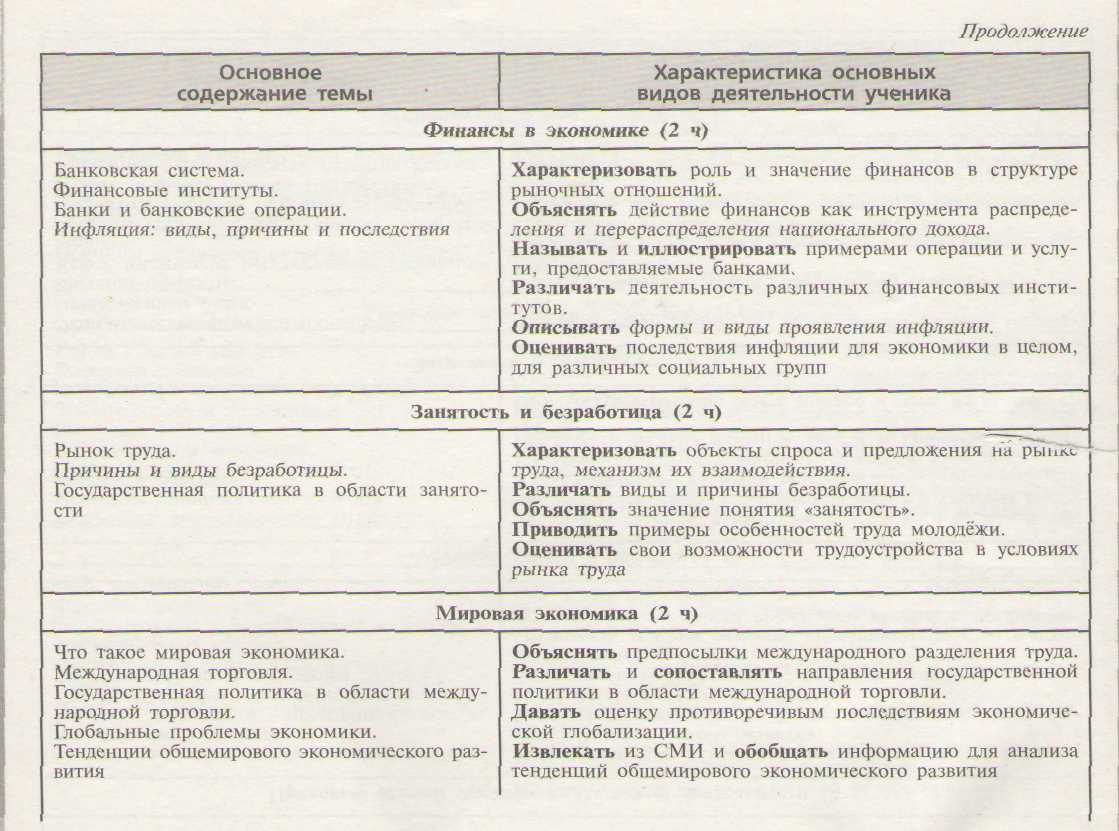 Продолжение
Основное
содержание темы
Характеристика основных
видов деятельности ученика
Финансы в экономике (2 ч)
Банковская система.
Финансовые институты.
Банки и банковские операции.
Инфляция: виды, причины и последствия
Характеризовать роль и значение финансов в структуре
рыночных отношений.
Объяснять действие финансов как инструмента распреде-
ления и перераспределения национального дохода.
Называть и иллюстрировать примерами операции и услу-
ги, предоставляемые банками.
Различать деятельность различных финансовых инсти-
тутов.
Описывать формы и виды проявления инфляции.
Оценивать последствия инфляции для экономики в целом,
для различных социальных групп
Занятость и безработица (2 ч)
Рынок труда.
Причины и виды безработицы.
Государственная политика в области занято-
сти
Характеризовать объекты спроса и предложения на рынке
труда, механизм их взаимодействия.
Различать виды и причины безработицы.
Объяснять значение понятия «занятость».
Приводить примеры особенностей труда молодёжи.
Оценивать свои возможности трудоустройства в условиях
рынка труда
Мировая экономика (2 ч)
Что такое мировая экономика.
Международная торговля.
Государственная политика в области между-
народной торговли.
Глобальные проблемы экономики.
Тенденции общемирового экономического раз-
вития
Объяснять предпосылки международного разделения труда.
Различать и сопоставлять направления государственной
политики в области международной торговли.
Давать оценку противоречивым последствиям экономиче-
ской глобализации.
Извлекать из СМИ и обобщать информацию для анализа
тенденций общемирового экономического развития